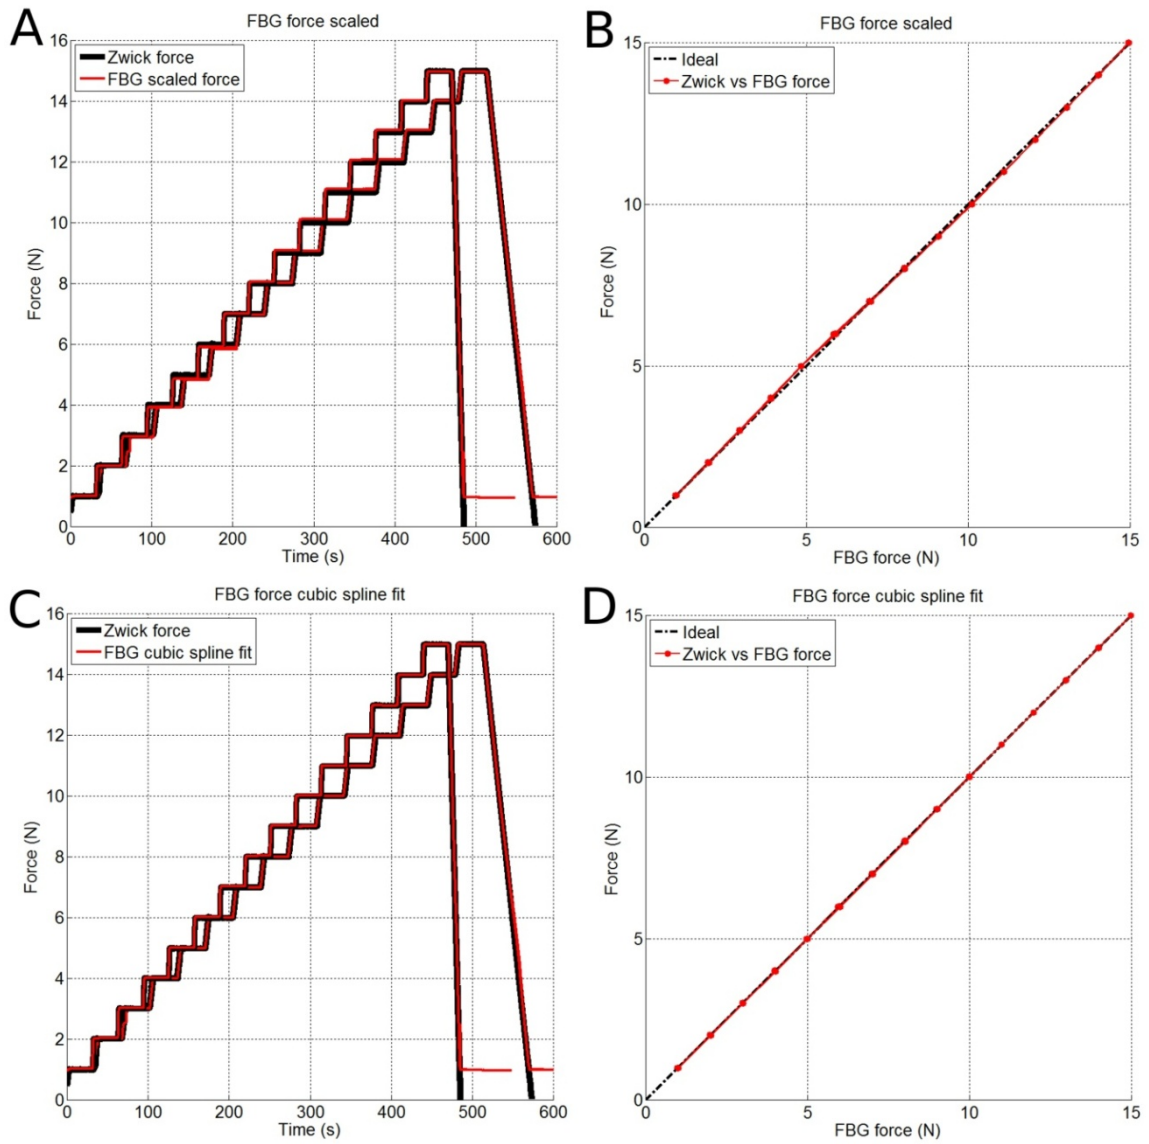 A
FBG force scaled
Zwick force
FBG scaled force
16
14
12
10
8
6
4
2
0
Force (N)
0 100 200 300 400 500 600
Time (s)
B
FBG force scaled
Ideal
Zwick vs FBG force
15
10
5
0
Force (N)
0 5 10 15
FBG force (N)
C
FBG force cubic spline fit
Zwick force
FBG cubic spline fit
16
14
12
10
8
6
4
2
0
Force (N)
0 100 200 300 400 500 600
Time (s)
D
FBG force cubic spline fit
Ideal
Zwick vs FBG force
15
10
5
0
Force (N)
0 5 10 15
FBG force (N)